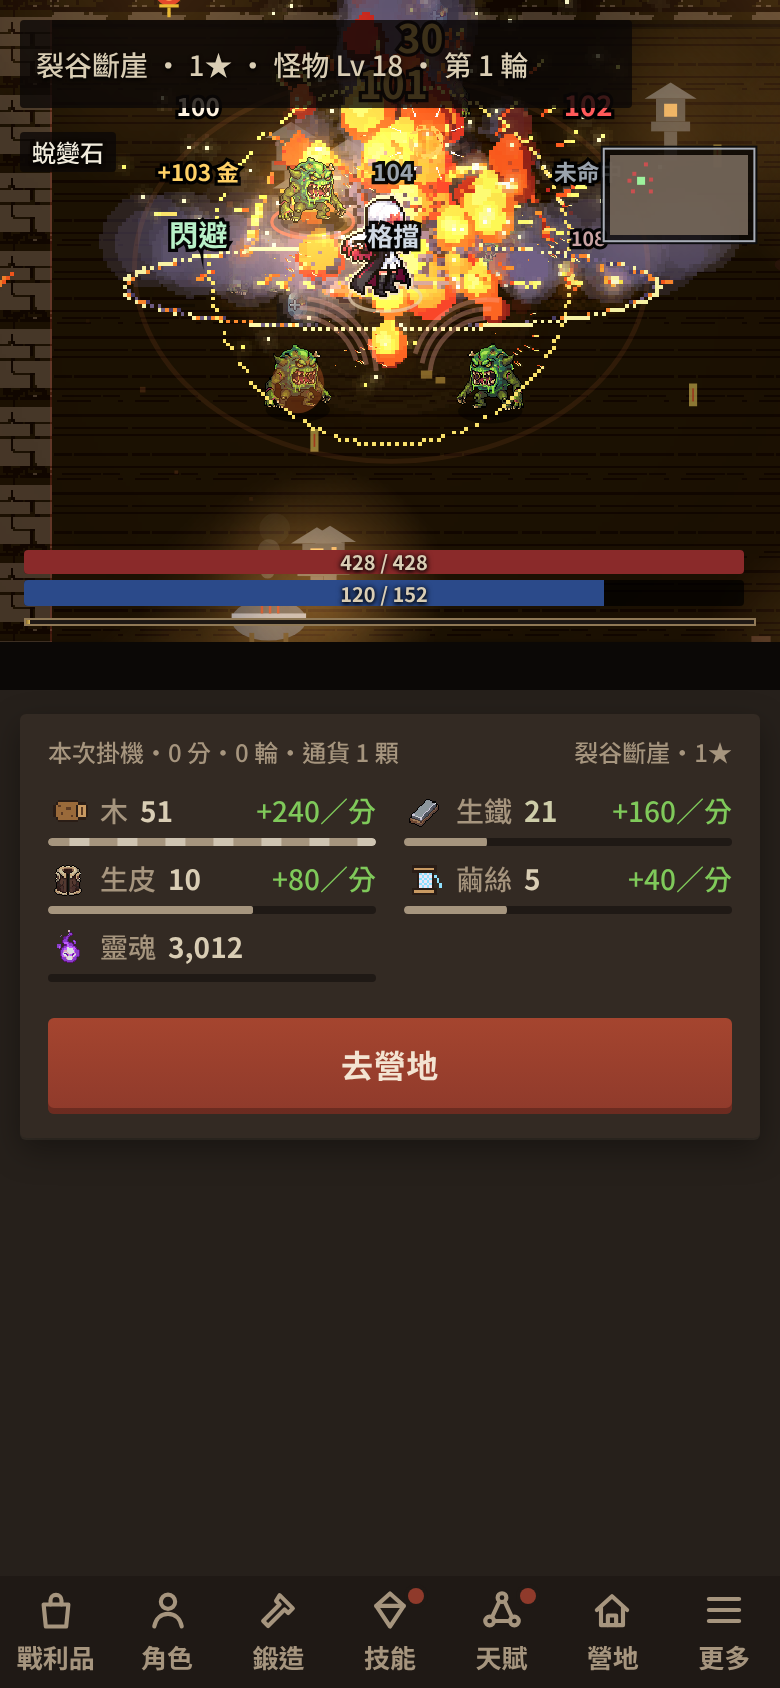 30
裂谷斷崖 · 1★ · 怪物 Lv 18 · 第 1 輪
101
100
102
蛻變石
+103 金
104
未命
閃避
格擋
108
428 / 428
120 / 152
本次掛機·0 分·0 輪·通貨 1 顆
裂谷斷崖·1★
木 51 +240／分
生鐵 21 +160／分
生皮 10 +80／分
繭絲 5 +40／分
靈魂 3,012
去營地
戰利品
角色
鍛造
技能
天賦
營地
更多